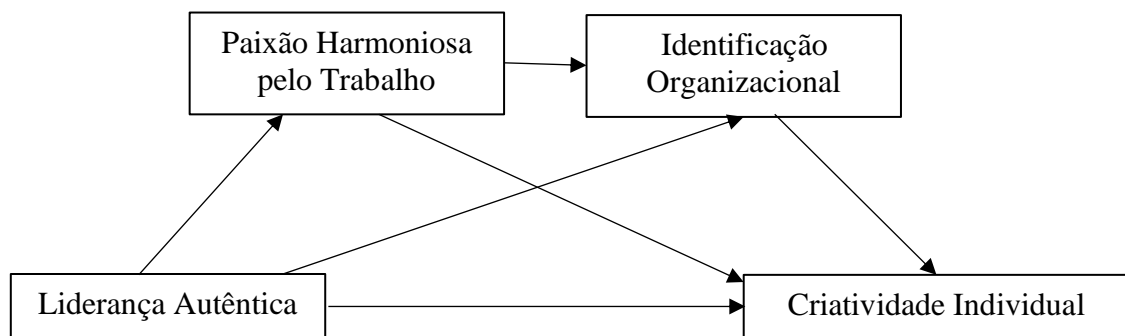 Paixão Harmoniosa
pelo Trabalho
Identificação
Organizacional
Liderança Autêntica
Criatividade Individual